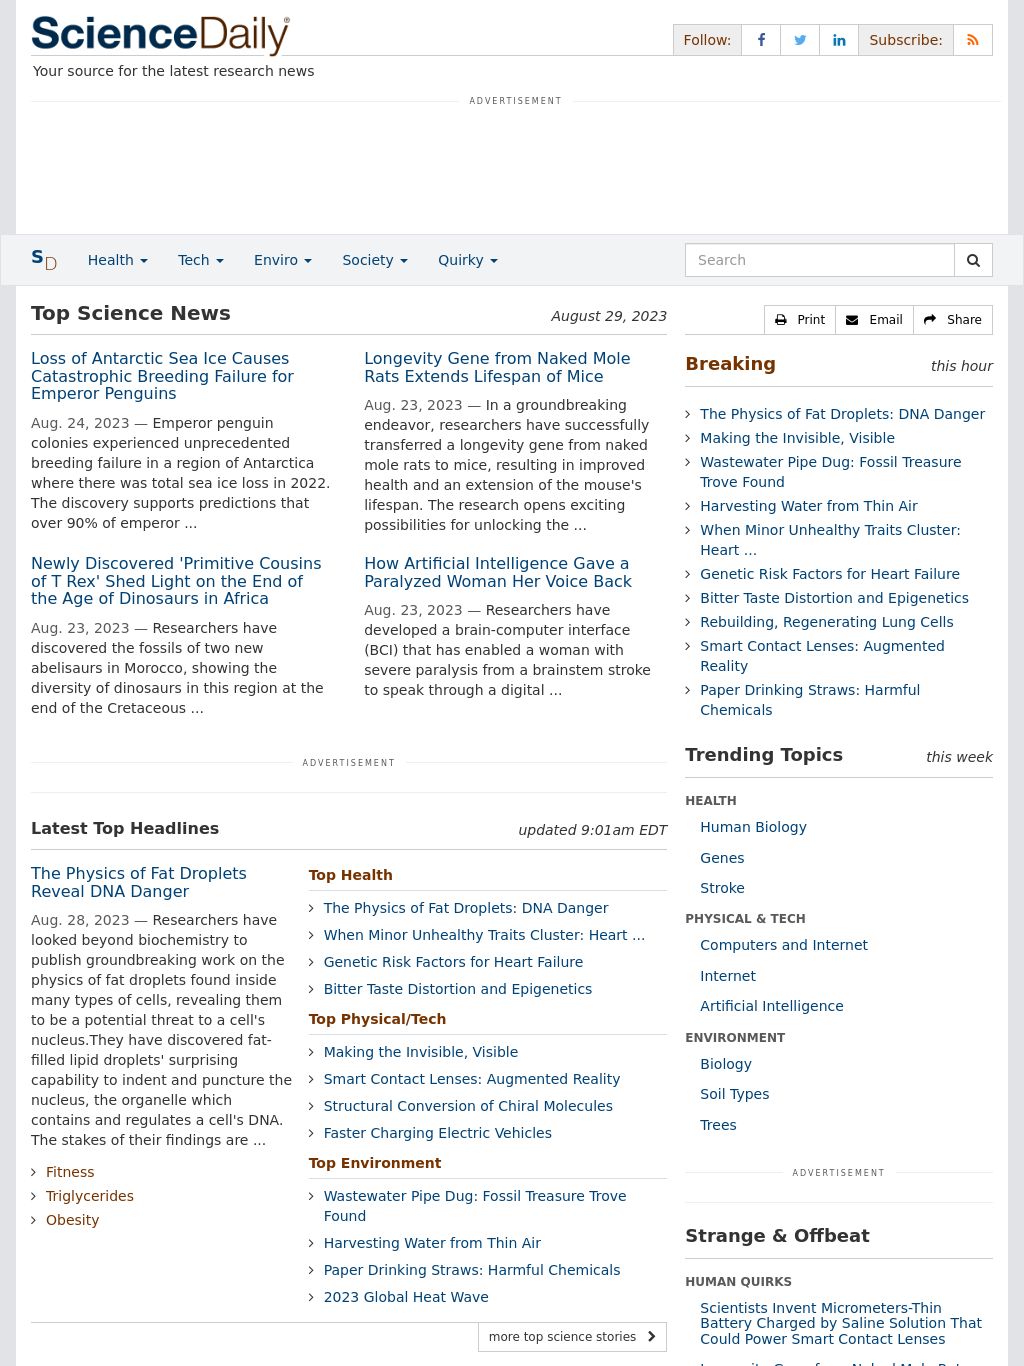 ScienceDaily®
Your source for the latest research news
Follow:
Subscribe:
ADVERTISEMENT
SD
Health
Tech
Enviro
Society
Quirky
Search
Top Science News
August 29, 2023
Loss of Antarctic Sea Ice Causes
Catastrophic Breeding Failure for
Emperor Penguins
Aug. 24, 2023 — Emperor penguin
colonies experienced unprecedented
breeding failure in a region of Antarctica
where there was total sea ice loss in 2022.
The discovery supports predictions that
over 90% of emperor ...
Longevity Gene from Naked Mole
Rats Extends Lifespan of Mice
Aug. 23, 2023 — In a groundbreaking
endeavor, researchers have successfully
transferred a longevity gene from naked
mole rats to mice, resulting in improved
health and an extension of the mouse's
lifespan. The research opens exciting
possibilities for unlocking the ...
Newly Discovered 'Primitive Cousins
of T Rex' Shed Light on the End of
the Age of Dinosaurs in Africa
Aug. 23, 2023 — Researchers have
discovered the fossils of two new
abelisaurs in Morocco, showing the
diversity of dinosaurs in this region at the
end of the Cretaceous ...
How Artificial Intelligence Gave a
Paralyzed Woman Her Voice Back
Aug. 23, 2023 — Researchers have
developed a brain-computer interface
(BCI) that has enabled a woman with
severe paralysis from a brainstem stroke
to speak through a digital ...
ADVERTISEMENT
Latest Top Headlines
updated 9:01am EDT
The Physics of Fat Droplets
Reveal DNA Danger
Aug. 28, 2023 — Researchers have
looked beyond biochemistry to
publish groundbreaking work on the
physics of fat droplets found inside
many types of cells, revealing them
to be a potential threat to a cell's
nucleus.They have discovered fat-
filled lipid droplets' surprising
capability to indent and puncture the
nucleus, the organelle which
contains and regulates a cell's DNA.
The stakes of their findings are ...
Fitness
Triglycerides
Obesity
Top Health
The Physics of Fat Droplets: DNA Danger
When Minor Unhealthy Traits Cluster: Heart ...
Genetic Risk Factors for Heart Failure
Bitter Taste Distortion and Epigenetics
Top Physical/Tech
Making the Invisible, Visible
Smart Contact Lenses: Augmented Reality
Structural Conversion of Chiral Molecules
Faster Charging Electric Vehicles
Top Environment
Wastewater Pipe Dug: Fossil Treasure Trove
Found
Harvesting Water from Thin Air
Paper Drinking Straws: Harmful Chemicals
2023 Global Heat Wave
more top science stories
Print
Email
Share
Breaking
this hour
The Physics of Fat Droplets: DNA Danger
Making the Invisible, Visible
Wastewater Pipe Dug: Fossil Treasure
Trove Found
Harvesting Water from Thin Air
When Minor Unhealthy Traits Cluster:
Heart ...
Genetic Risk Factors for Heart Failure
Bitter Taste Distortion and Epigenetics
Rebuilding, Regenerating Lung Cells
Smart Contact Lenses: Augmented
Reality
Paper Drinking Straws: Harmful
Chemicals
Trending Topics
this week
HEALTH
Human Biology
Genes
Stroke
PHYSICAL & TECH
Computers and Internet
Internet
Artificial Intelligence
ENVIRONMENT
Biology
Soil Types
Trees
ADVERTISEMENT
Strange & Offbeat
HUMAN QUIRKS
Scientists Invent Micrometers-Thin
Battery Charged by Saline Solution That
Could Power Smart Contact Lenses